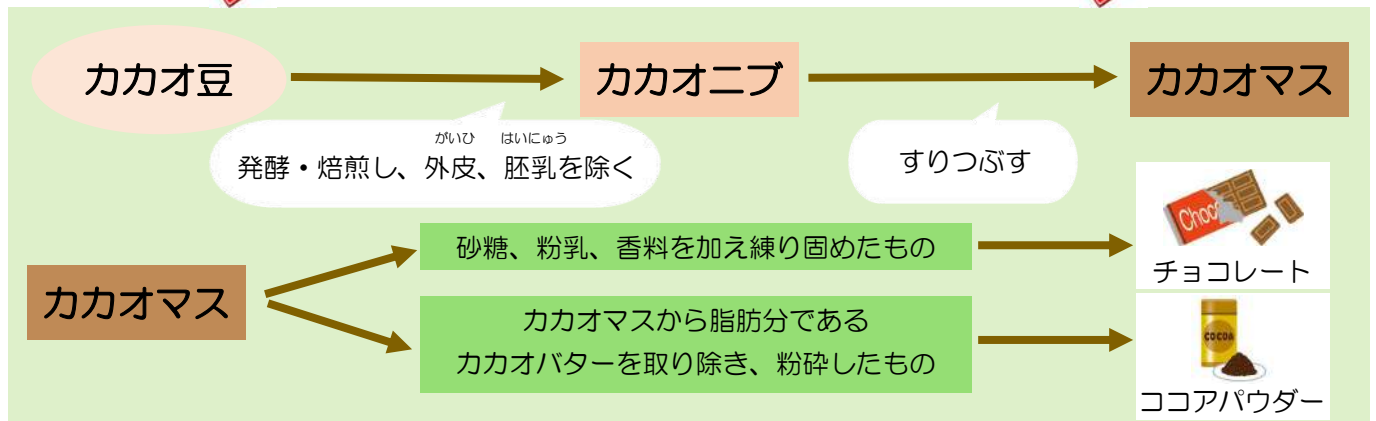 カカオ豆
カカオニブ
カカオマス
がいひ はいにゅう
発酵・焙煎し、外皮、胚乳を除く
すりつぶす
カカオマス
砂糖、粉乳、香料を加え練り固めたもの
Choco
チョコレート
カカオマスから脂肪分である
カカオバターを取り除き、粉砕したもの
COCOA
ココアパウダー